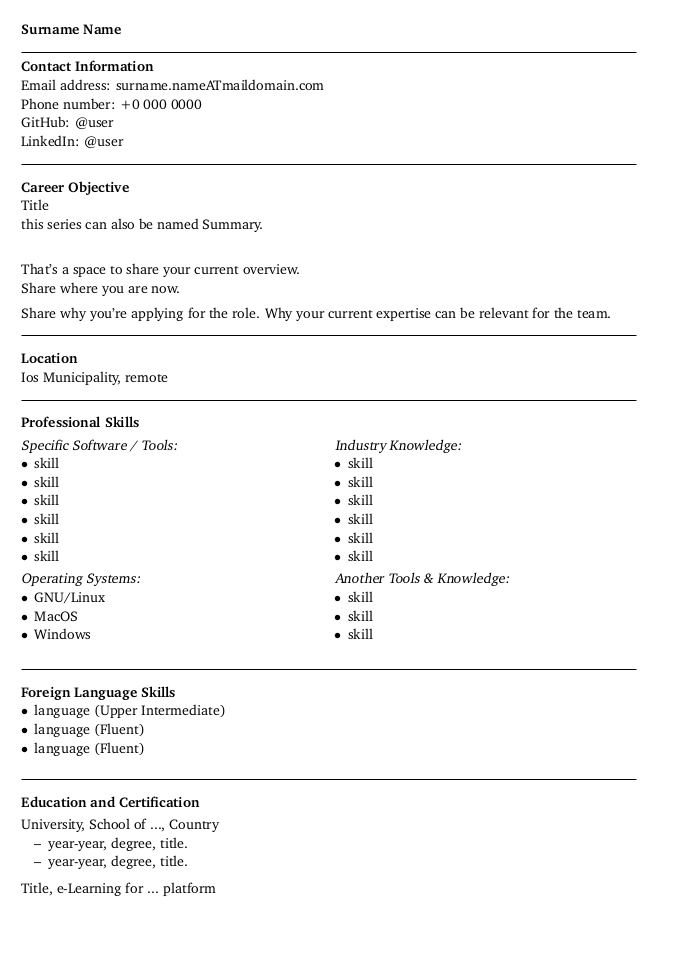 Surname Name
Contact Information
Email address: surname.nameATmaildomain.com
Phone number: +0 000 0000
GitHub: @user
LinkedIn: @user
Career Objective
Title
this series can also be named Summary.
That's a space to share your current overview.
Share where you are now.
Share why you're applying for the role. Why your current expertise can be relevant for the team.
Location
Ios Municipality, remote
Professional Skills
Specific Software / Tools:
• skill
• skill
• skill
• skill
• skill
• skill
Operating Systems:
• GNU/Linux
• MacOS
• Windows
Industry Knowledge:
• skill
• skill
• skill
• skill
• skill
• skill
Another Tools & Knowledge:
• skill
• skill
• skill
Foreign Language Skills
• language (Upper Intermediate)
• language (Fluent)
• language (Fluent)
Education and Certification
University, School of ..., Country
– year-year, degree, title.
– year-year, degree, title.
Title, e-Learning for ... platform